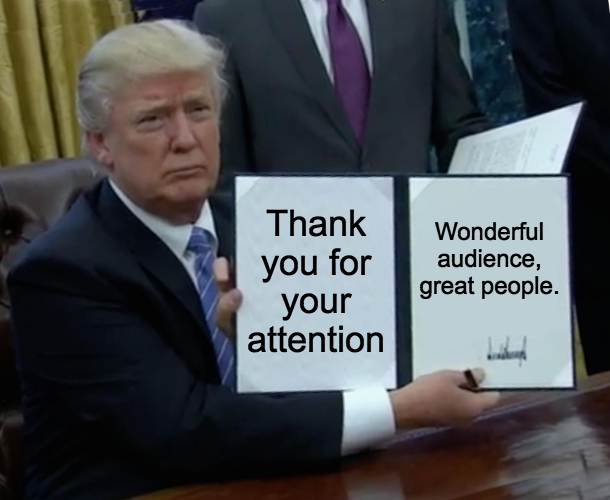 Thank
you for
your
attention
Wonderful
audience,
great people.